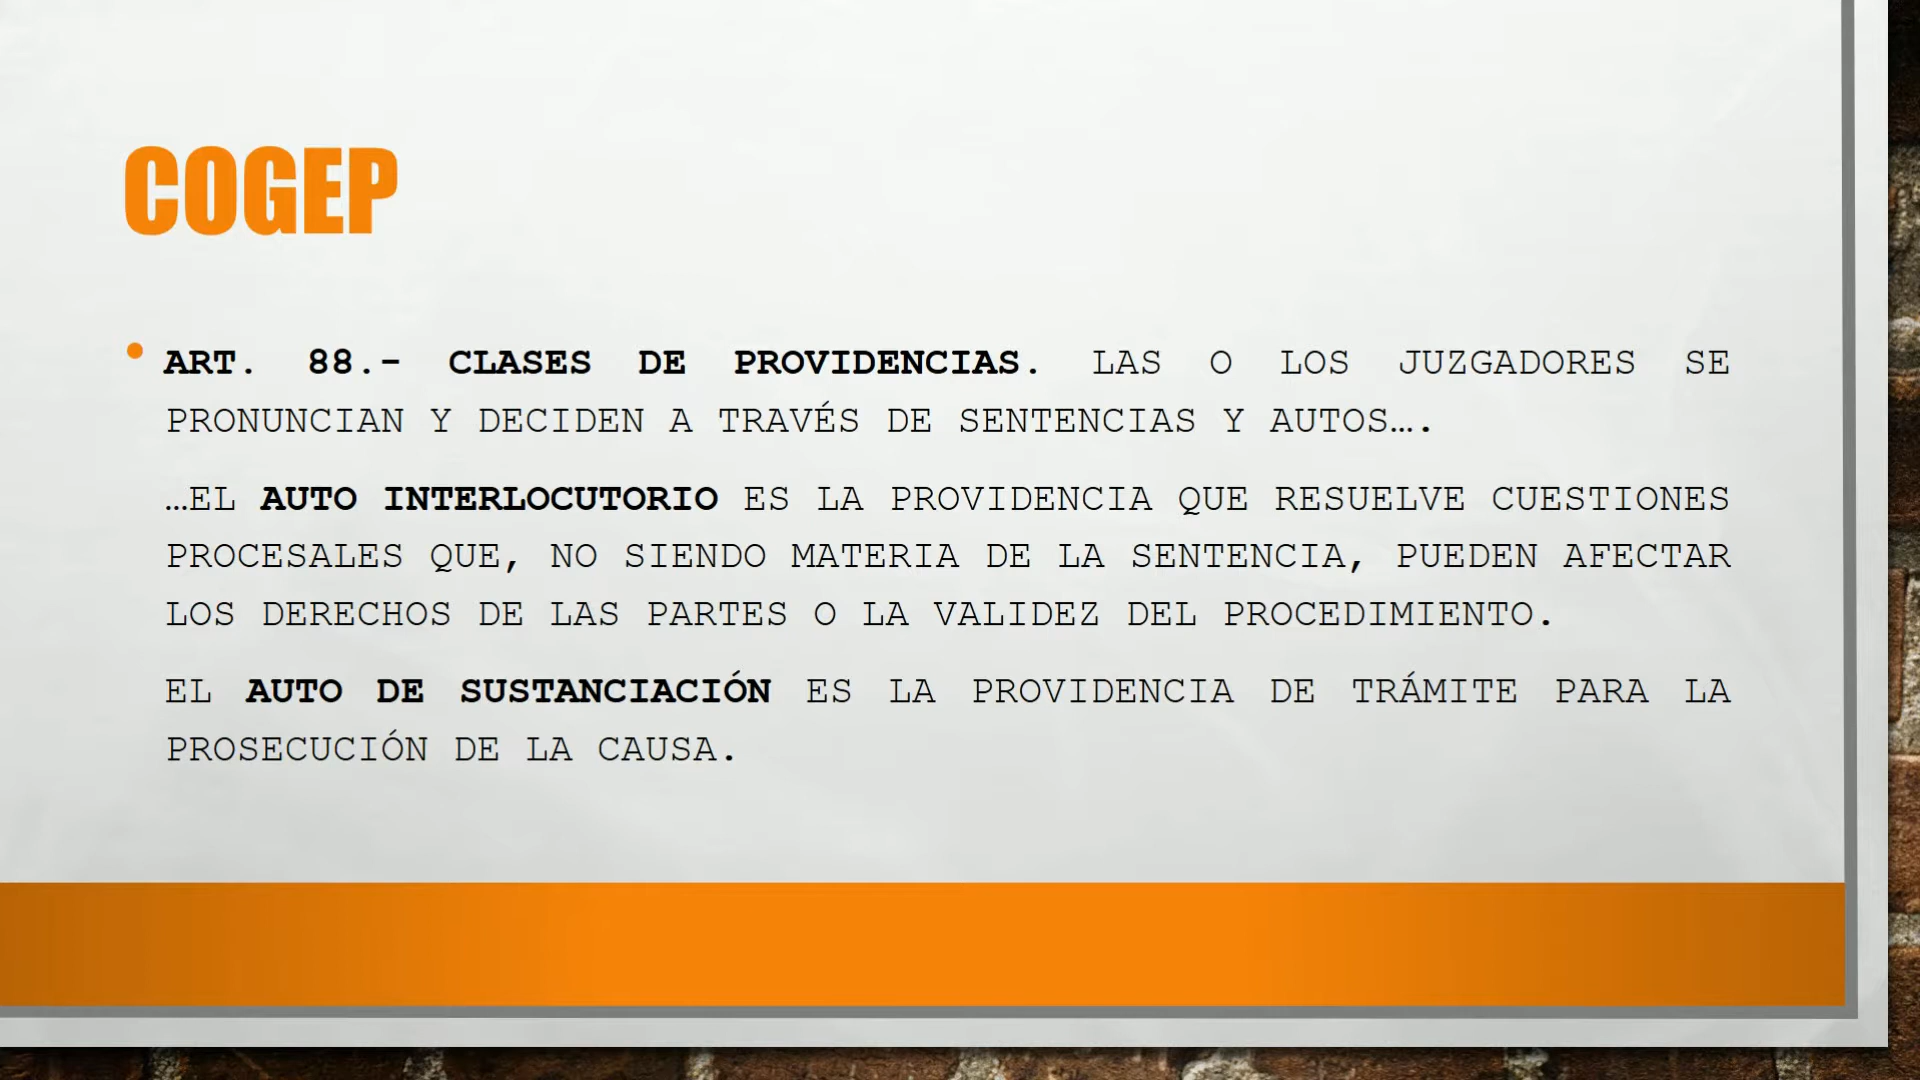 COGEP
• ART. 88.- CLASES DE PROVIDENCIAS. LAS O LOS JUZGADORES SE
PRONUNCIAN Y DECIDEN A TRAVÉS DE SENTENCIAS Y AUTOS….
…EL AUTO INTERLOCUTORIO ES LA PROVIDENCIA QUE RESUELVE CUESTIONES
PROCESALES QUE, NO SIENDO MATERIA DE LA SENTENCIA, PUEDEN AFECTAR
LOS DERECHOS DE LAS PARTES O LA VALIDEZ DEL PROCEDIMIENTO.
EL AUTO DE SUSTANCIACIÓN ES LA PROVIDENCIA DE TRÁMITE PARA LA
PROSECUCIÓN DE LA CAUSA.